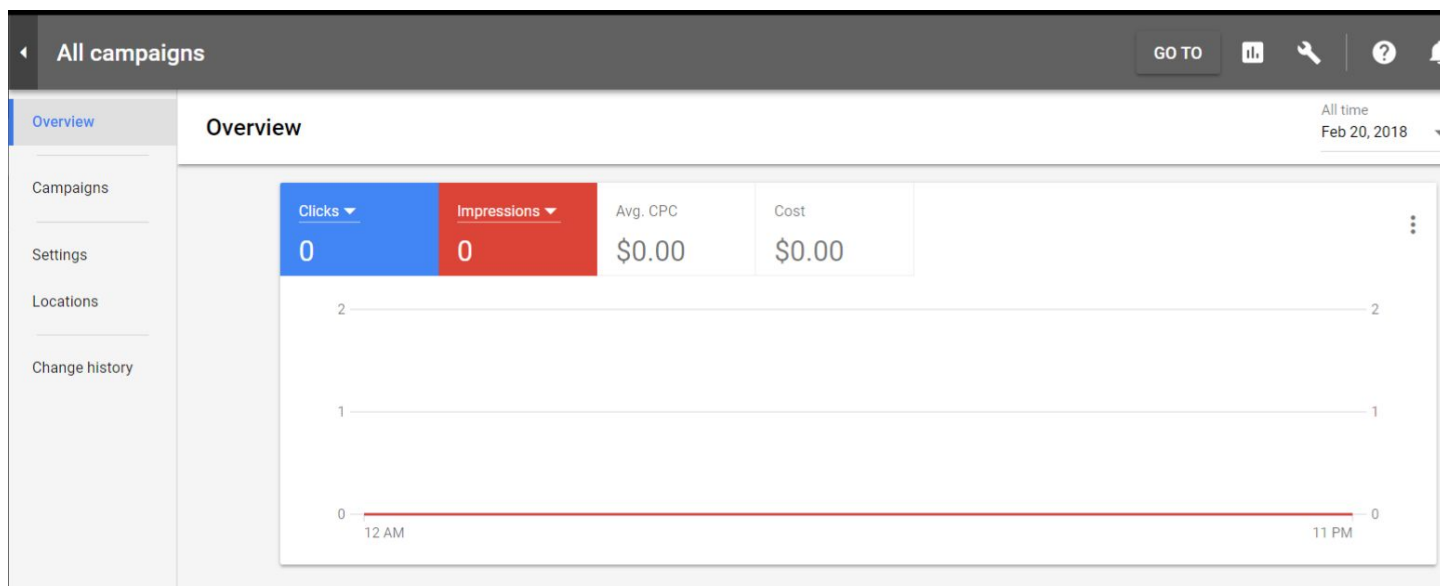 All campaigns
GO TO
Overview
Campaigns
Settings
Locations
Change history
Overview
All time
Feb 20, 2018
Clicks
0
Impressions
0
Avg. CPC
$0.00
Cost
$0.00
2
2
1
1
0
0
12 AM
11 PM